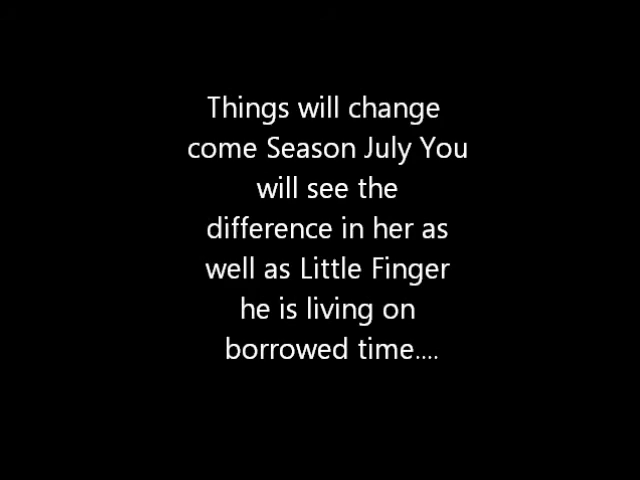 Things will change
come Season July You
will see the
difference in her as
well as Little Finger
he is living on
borrowed time....